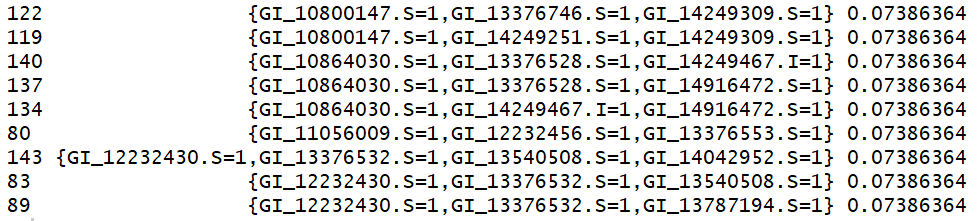 122 {GI_10800147.S=1,GI_13376746.S=1,GI_14249309.S=1} 0.07386364
119 {GI_10800147.S=1,GI_14249251.S=1,GI_14249309.S=1} 0.07386364
140 {GI_10864030.S=1,GI_13376528.S=1,GI_14249467.I=1} 0.07386364
137 {GI_10864030.S=1,GI_13376528.S=1,GI_14916472.S=1} 0.07386364
134 {GI_10864030.S=1,GI_14249467.I=1,GI_14916472.S=1} 0.07386364
80 {GI_11056009.S=1,GI_12232456.S=1,GI_13376553.S=1} 0.07386364
143 {GI_12232430.S=1,GI_13376532.S=1,GI_13540508.S=1,GI_14042952.S=1} 0.07386364
83 {GI_12232430.S=1,GI_13376532.S=1,GI_13540508.S=1} 0.07386364
89 {GI_12232430.S=1,GI_13376532.S=1,GI_13787194.S=1} 0.07386364